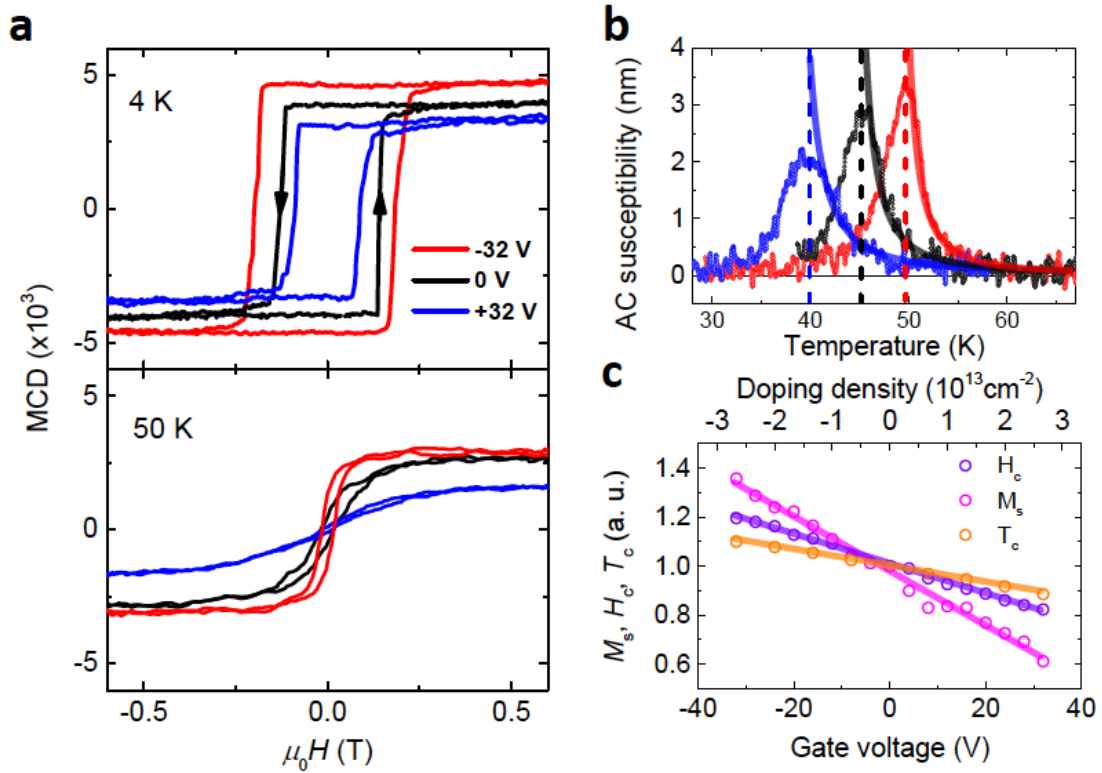 a
5
4 K
0
-32 V
0 V
+32 V
-5
MCD (x10³)
5
50 K
0
-5
-0.5 0.0 0.5
μ₀H (T)
b
4
3
2
1
0
AC susceptibility (nm)
30 40 50 60
Temperature (K)
c
Doping density (10¹³cm⁻²)
-3 -2 -1 0 1 2 3
1.4
1.2
1.0
0.8
0.6
Hc
Ms
Tc
Ms, Hc, Tc (a. u.)
-40 -20 0 20 40
Gate voltage (V)